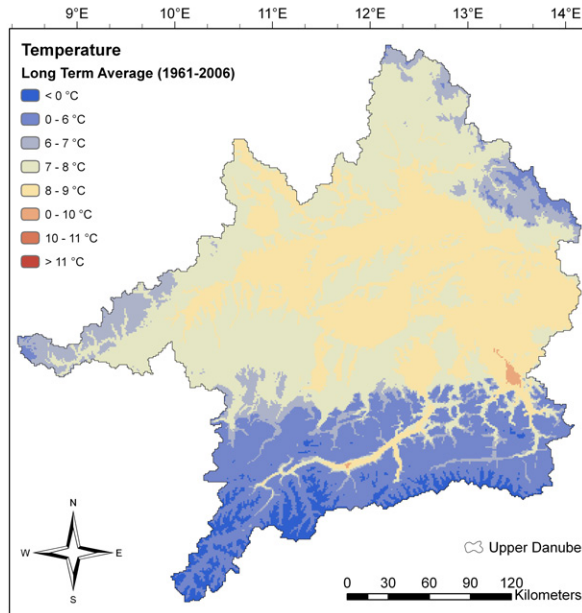 9°E 10°E 11°E 12°E 13°E 14°E
Temperature
Long Term Average (1961-2006)
< 0 °C
0 - 6 °C
6 - 7 °C
7 - 8 °C
8 - 9 °C
0 - 10 °C
10 - 11 °C
> 11 °C
N
W E
S
Upper Danube
0 15 30 60 90 120
Kilometers